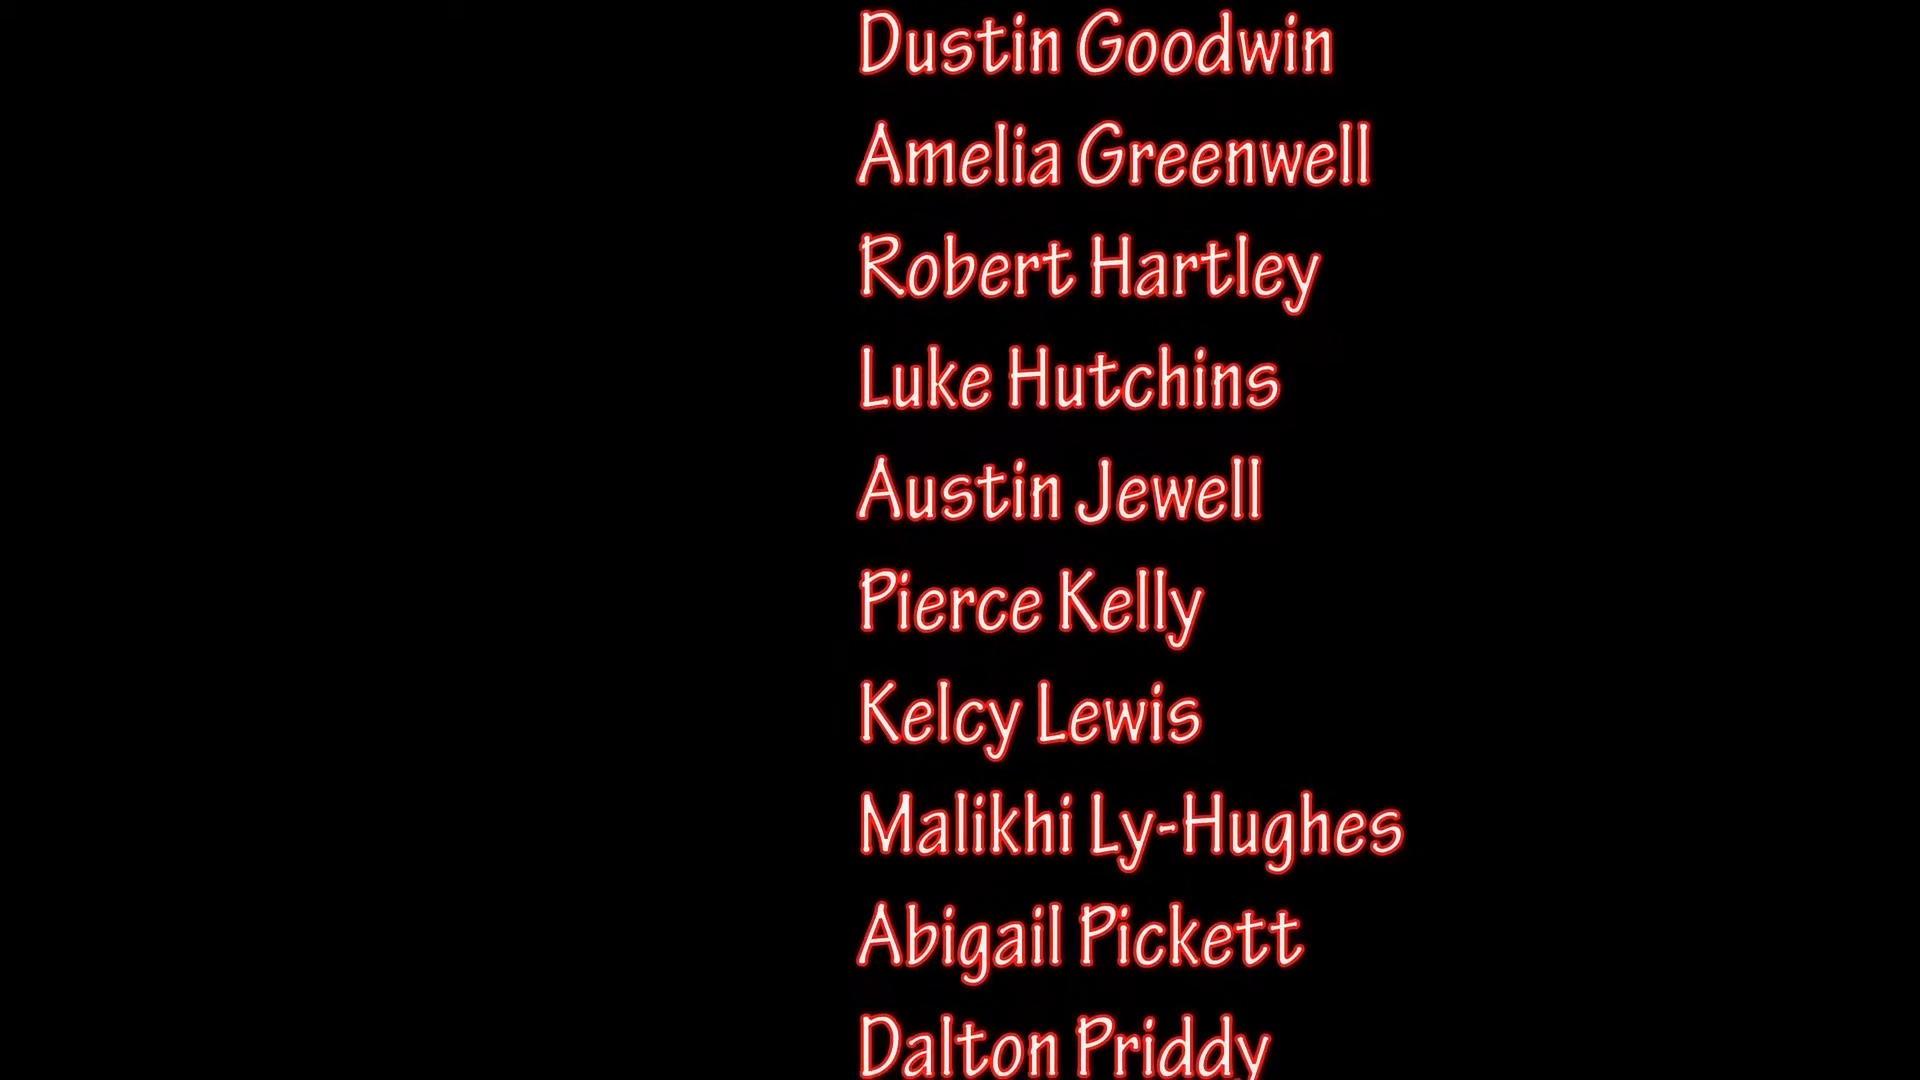 Dustin Goodwin
Amelia Greenwell
Robert Hartley
Luke Hutchins
Austin Jewell
Pierce Kelly
Kelcy Lewis
Malikhi Ly-Hughes
Abigail Pickett
Dalton Priddy